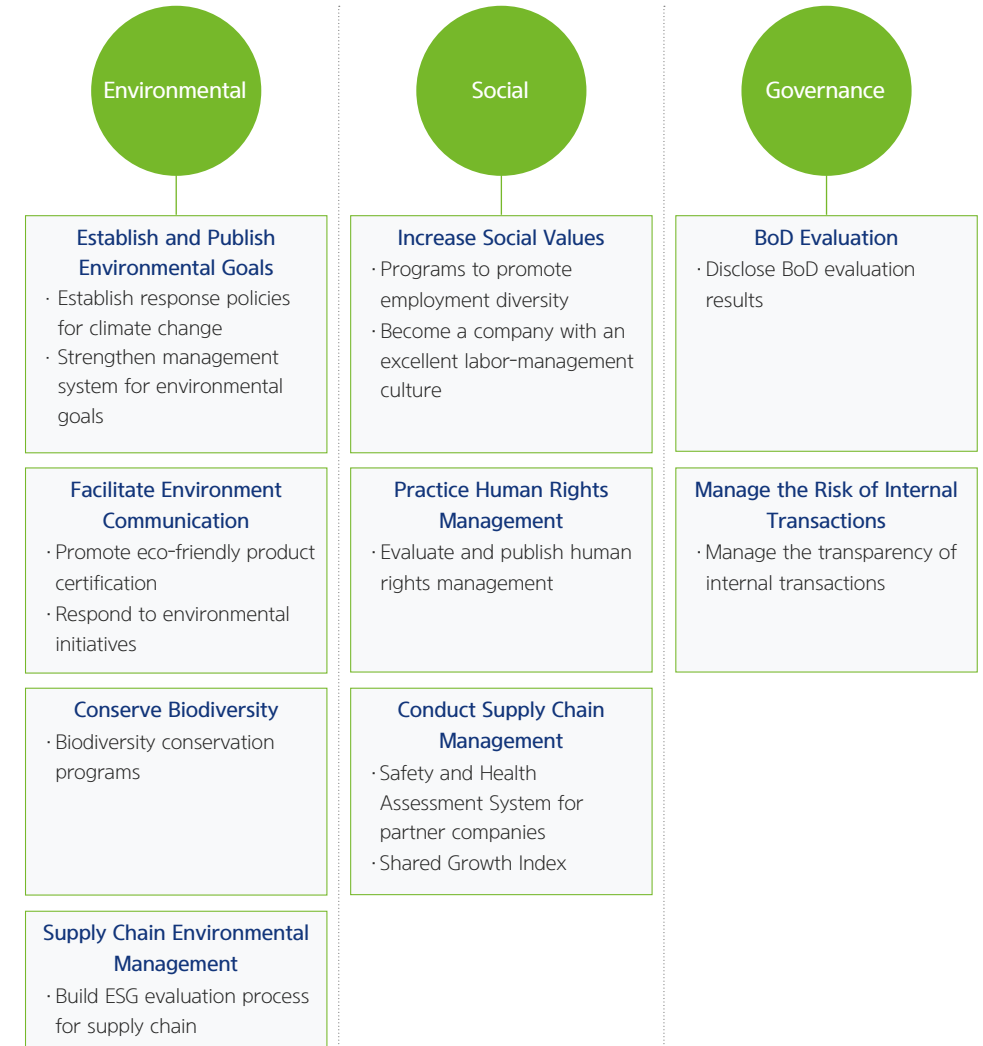 Environmental
Establish and Publish
Environmental Goals
· Establish response policies
for climate change
· Strengthen management
system for environmental
goals
Facilitate Environment
Communication
· Promote eco-friendly product
certification
· Respond to environmental
initiatives
Conserve Biodiversity
· Biodiversity conservation
programs
Supply Chain Environmental
Management
· Build ESG evaluation process
for supply chain
Social
Increase Social Values
· Programs to promote
employment diversity
· Become a company with an
excellent labor-management
culture
Practice Human Rights
Management
· Evaluate and publish human
rights management
Conduct Supply Chain
Management
· Safety and Health
Assessment System for
partner companies
· Shared Growth Index
Governance
BoD Evaluation
· Disclose BoD evaluation
results
Manage the Risk of Internal
Transactions
· Manage the transparency of
internal transactions